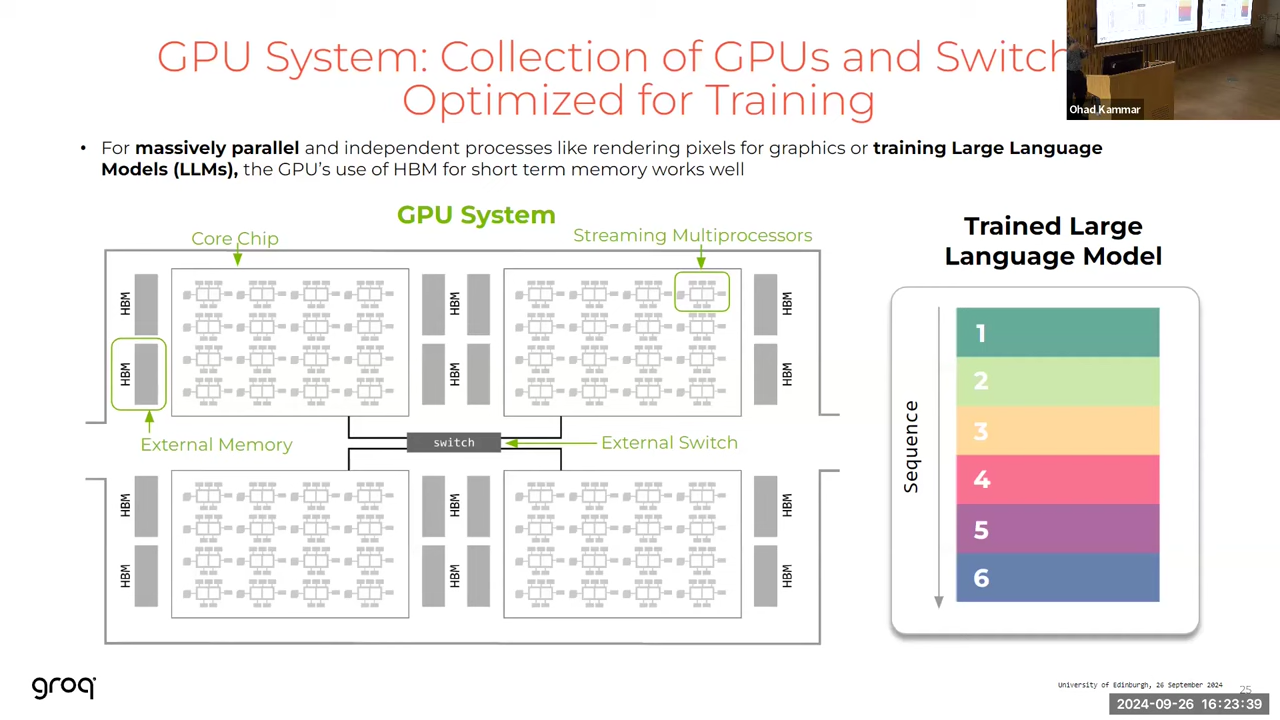 GPU System: Collection of GPUs and Switch
Optimized for Training
Ohad Kammar
• For massively parallel and independent processes like rendering pixels for graphics or training Large Language
Models (LLMs), the GPU's use of HBM for short term memory works well
GPU System
Core Chip
Streaming Multiprocessors
HBM
HBM
HBM
HBM
HBM
HBM
External Memory
switch
External Switch
HBM
HBM
HBM
HBM
HBM
HBM
Trained Large
Language Model
Sequence
1
2
3
4
5
6
groq
University of Edinburgh, 26 September 2024
25
2024-09-26 16:23:39